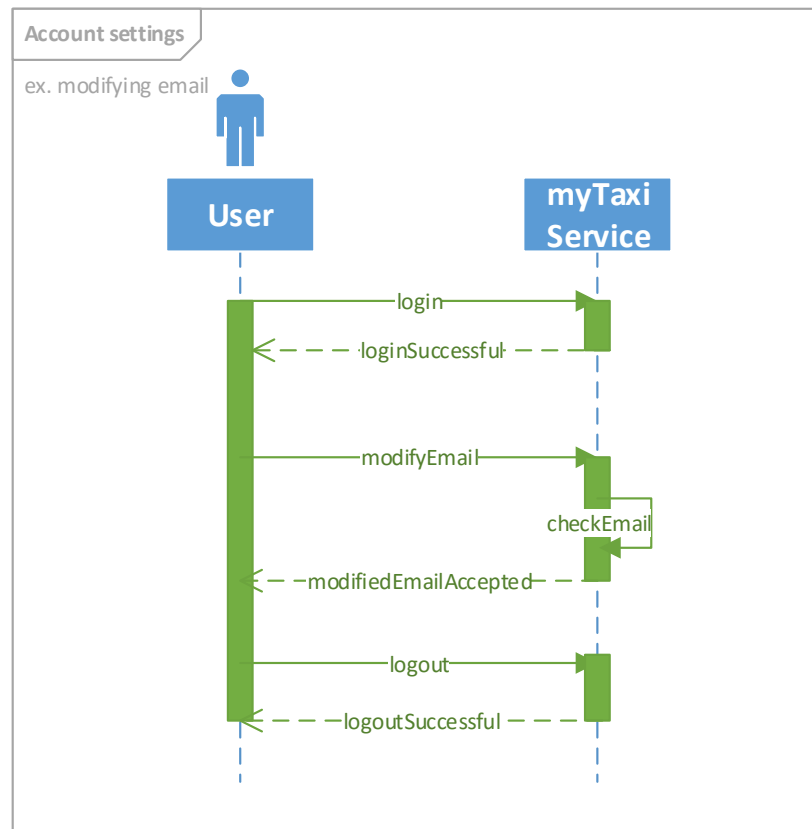 Account settings
ex. modifying email
User
myTaxi
Service
login
loginSuccessful
modifyEmail
checkEmail
modifiedEmailAccepted
logout
logoutSuccessful